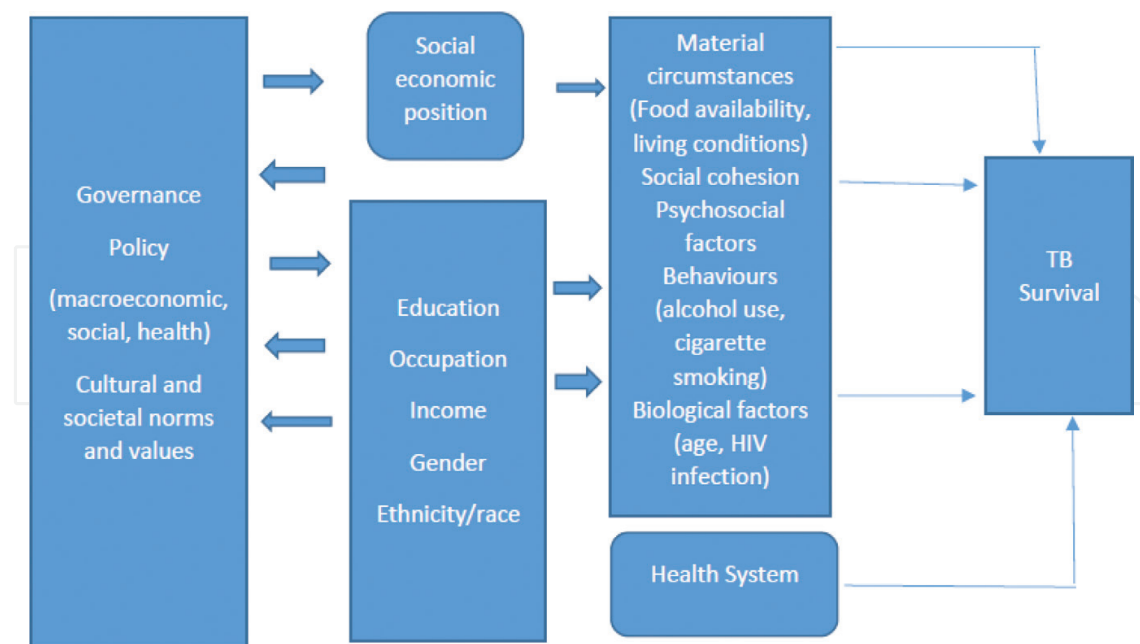 Governance
Policy
(macroeconomic,
social, health)
Cultural and
societal norms
and values
Social
economic
position
Education
Occupation
Income
Gender
Ethnicity/race
Material
circumstances
(Food availability,
living conditions)
Social cohesion
Psychosocial
factors
Behaviours
(alcohol use,
cigarette
smoking)
Biological factors
(age, HIV
infection)
Health System
TB
Survival